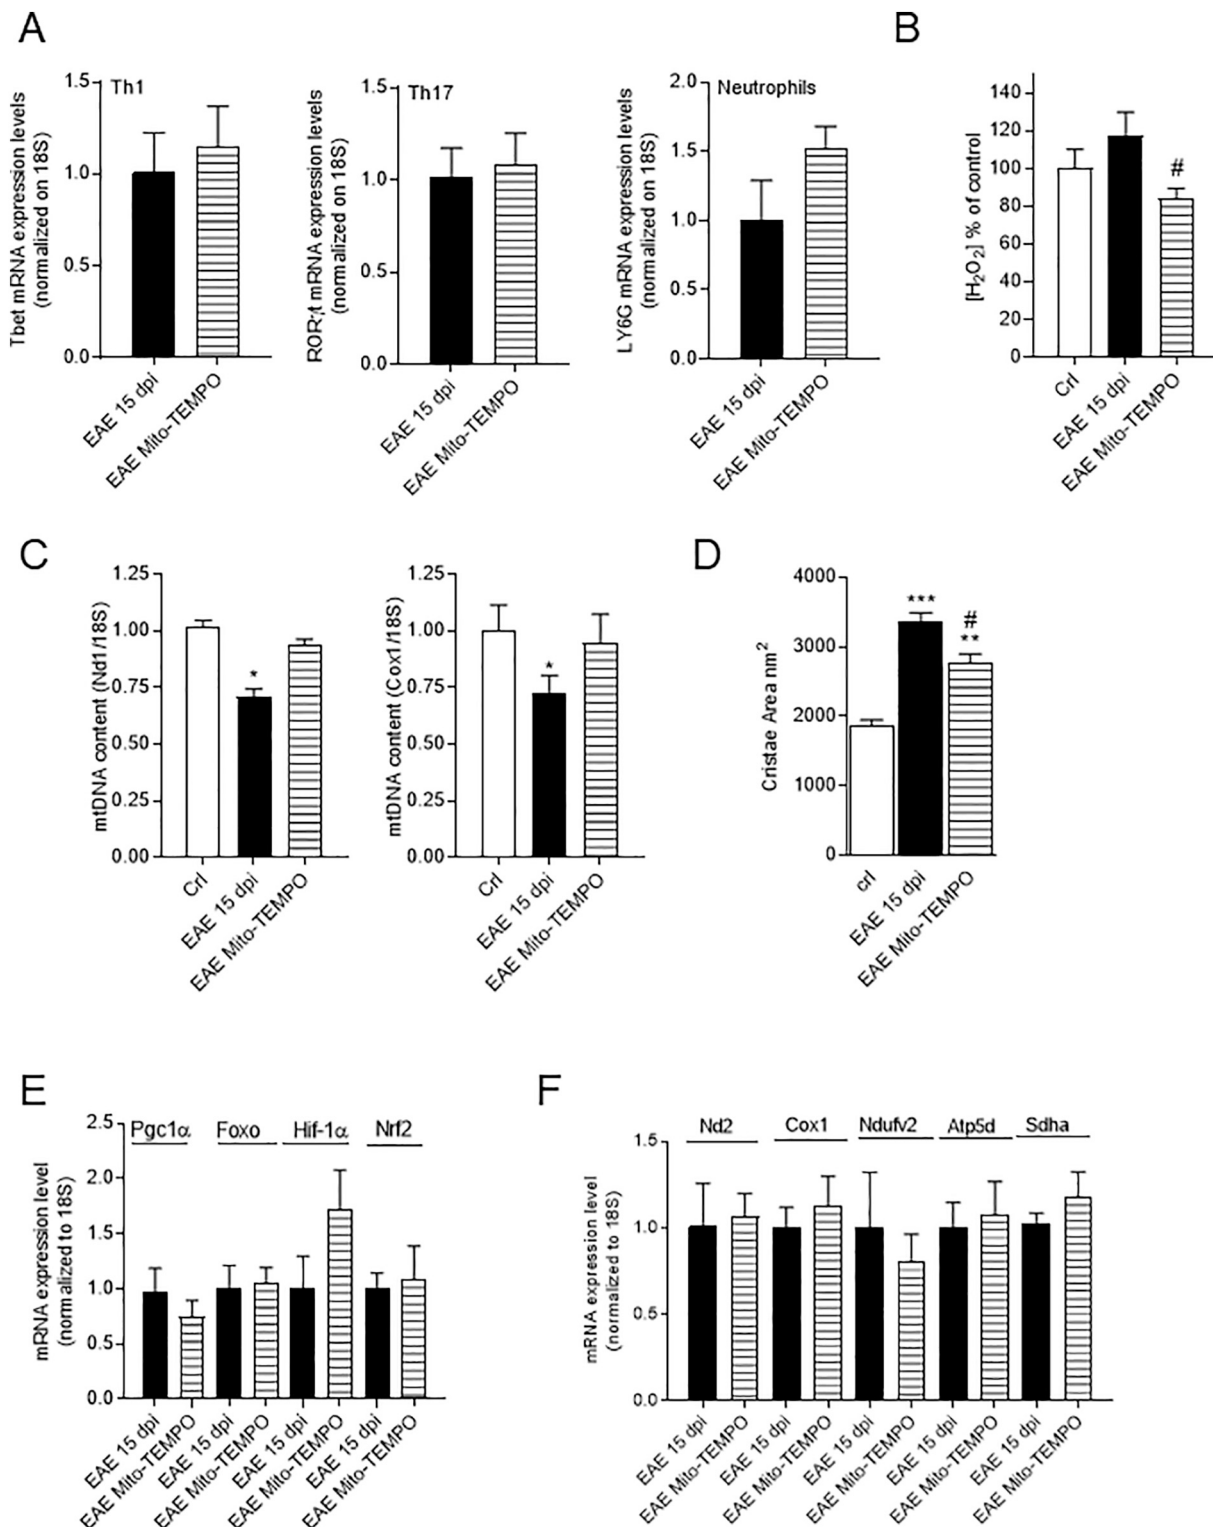 A
Th1
Tbet mRNA expression levels
(normalized on 18S)
1.5
1.0
0.5
0.0
EAE 15 dpi
EAE Mito-TEMPO
Th17
RORγt mRNA expression levels
(normalized on 18S)
1.5
1.0
0.5
0.0
EAE 15 dpi
EAE Mito-TEMPO
Neutrophils
LY6G mRNA expression levels
(normalized on 18S)
2.0
1.5
1.0
0.5
0.0
EAE 15 dpi
EAE Mito-TEMPO
B
[H2O2] % of control
140
120
100
80
60
40
20
0
#
Crl
EAE 15 dpi
EAE Mito-TEMPO
C
mtDNA content (Nd1/18S)
1.25
1.00
0.75
0.50
0.25
0.00
*
Crl
EAE 15 dpi
EAE Mito-TEMPO
mtDNA content (Cox1/18S)
1.25
1.00
0.75
0.50
0.25
0.00
*
Crl
EAE 15 dpi
EAE Mito-TEMPO
D
Cristae Area nm2
4000
3000
2000
1000
0
***
#
**
crl
EAE 15 dpi
EAE Mito-TEMPO
E
mRNA expression level
(normalized to 18S)
2.5
2.0
1.5
1.0
0.5
0.0
Pgc1α Foxo Hif-1α Nrf2
EAE 15 dpi
EAE Mito-TEMPO
EAE 15 dpi
EAE Mito-TEMPO
EAE 15 dpi
EAE Mito-TEMPO
EAE 15 dpi
EAE Mito-TEMPO
F
mRNA expression level
(normalized to 18S)
1.5
1.0
0.5
0.0
Nd2 Cox1 Ndufv2 Atp5d Sdha
EAE 15 dpi
EAE Mito-TEMPO
EAE 15 dpi
EAE Mito-TEMPO
EAE 15 dpi
EAE Mito-TEMPO
EAE 15 dpi
EAE Mito-TEMPO
EAE 15 dpi
EAE Mito-TEMPO